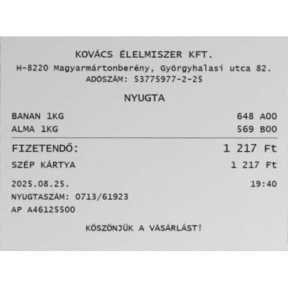 KOVÁCS ÉLELMISZER KFT.
H-8220 Magyarmártonberény, Györgyhalasi utca 82.
ADÓSZÁM: 53775977-2-25
NYUGTA
BANAN 1KG 648 A00
ALMA 1KG 569 B00
FIZETENDŐ: 1 217 Ft
SZÉP KÁRTYA 1 217 Ft
2025.08.25. 19:40
NYUGTASZÁM: 0713/61923
AP A46125500
KÖSZÖNJÜK A VÁSÁRLÁST!